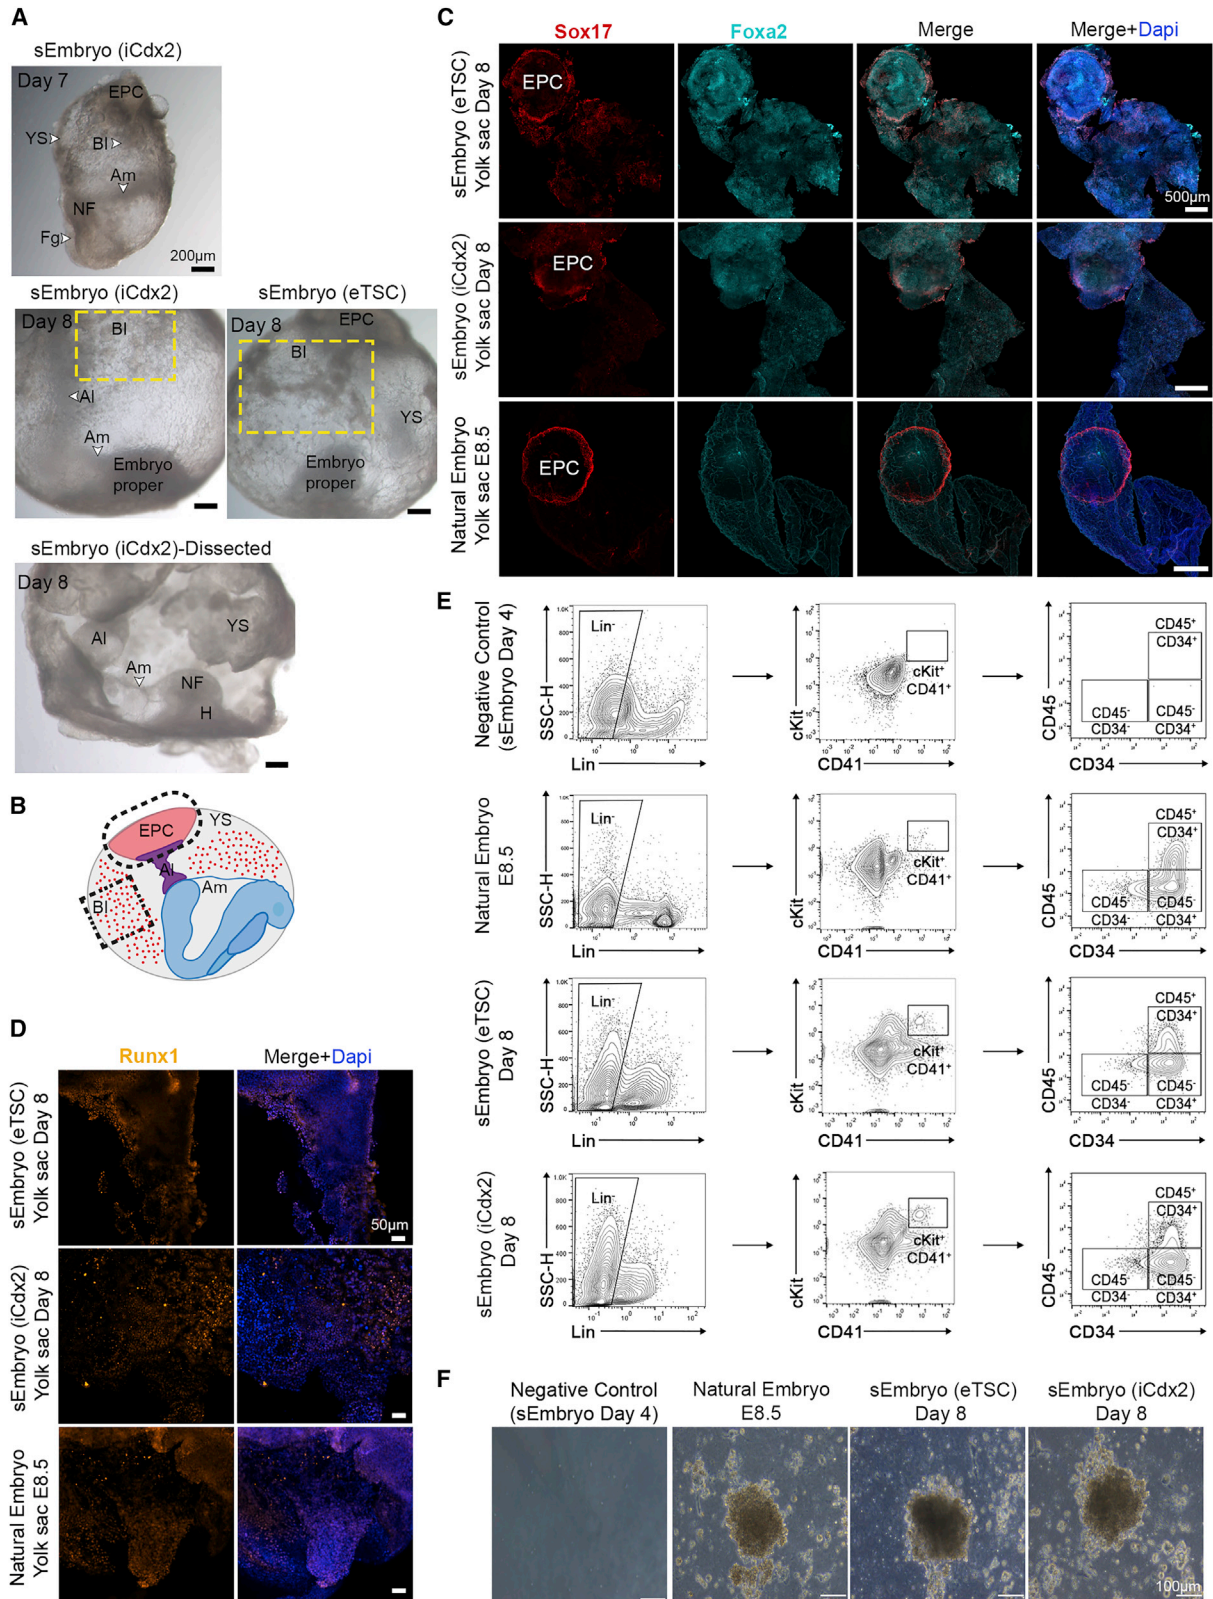 A
sEmbryo (iCdx2)
Day 7
EPC
YS
Bl
Am
NF
Fg
200µm
sEmbryo (iCdx2)
Day 8
Bl
Al
Am
Embryo
proper
sEmbryo (eTSC)
Day 8
EPC
Bl
YS
Embryo
proper
sEmbryo (iCdx2)-Dissected
Day 8
Al
YS
Am
NF
H
B
EPC
YS
Al
Am
Bl
C
Sox17
Foxa2
Merge
Merge+Dapi
sEmbryo (eTSC)
Yolk sac Day 8
EPC
500µm
sEmbryo (iCdx2)
Yolk sac Day 8
EPC
Natural Embryo
Yolk sac E8.5
EPC
D
Runx1
Merge+Dapi
sEmbryo (eTSC)
Yolk sac Day 8
50µm
sEmbryo (iCdx2)
Yolk sac Day 8
Natural Embryo
Yolk sac E8.5
E
Negative Control
(sEmbryo Day 4)
SSC-H
Lin⁻
Lin
cKit
cKit⁺
CD41⁺
CD41
CD45
CD45⁺
CD34⁺
CD45⁻
CD34⁻
CD45⁻
CD34⁺
CD34
Natural Embryo
E8.5
SSC-H
Lin⁻
Lin
cKit
cKit⁺
CD41⁺
CD41
CD45
CD45⁺
CD34⁺
CD45⁻
CD34⁻
CD45⁻
CD34⁺
CD34
sEmbryo (eTSC)
Day 8
SSC-H
Lin⁻
Lin
cKit
cKit⁺
CD41⁺
CD41
CD45
CD45⁺
CD34⁺
CD45⁻
CD34⁻
CD45⁻
CD34⁺
CD34
sEmbryo (iCdx2)
Day 8
SSC-H
Lin⁻
Lin
cKit
cKit⁺
CD41⁺
CD41
CD45
CD45⁺
CD34⁺
CD45⁻
CD34⁻
CD45⁻
CD34⁺
CD34
F
Negative Control
(sEmbryo Day 4)
Natural Embryo
E8.5
sEmbryo (eTSC)
Day 8
sEmbryo (iCdx2)
Day 8
100µm